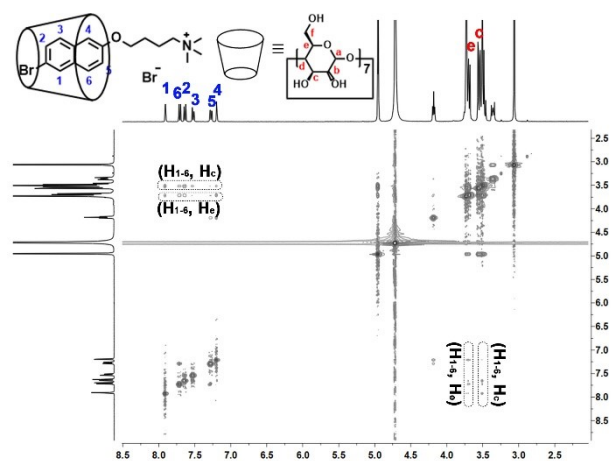 OH
f
e
O
a
O
d
c
b
OH
OH
7
≡
3
4
2
O
N+
Br
1
6
5
Br-
1 6 2 3 5 4
e c
(H1-6, Hc)
(H1-6, He)
(H1-6, He)
(H1-6, Hc)
5.0
5.5
6.0
6.5
7.0
7.5
8.0
8.5
2.5
3.0
3.5
4.0
4.5
8.5 8.0 7.5 7.0 6.5 6.0 5.5 5.0 4.5 4.0 3.5 3.0 2.5